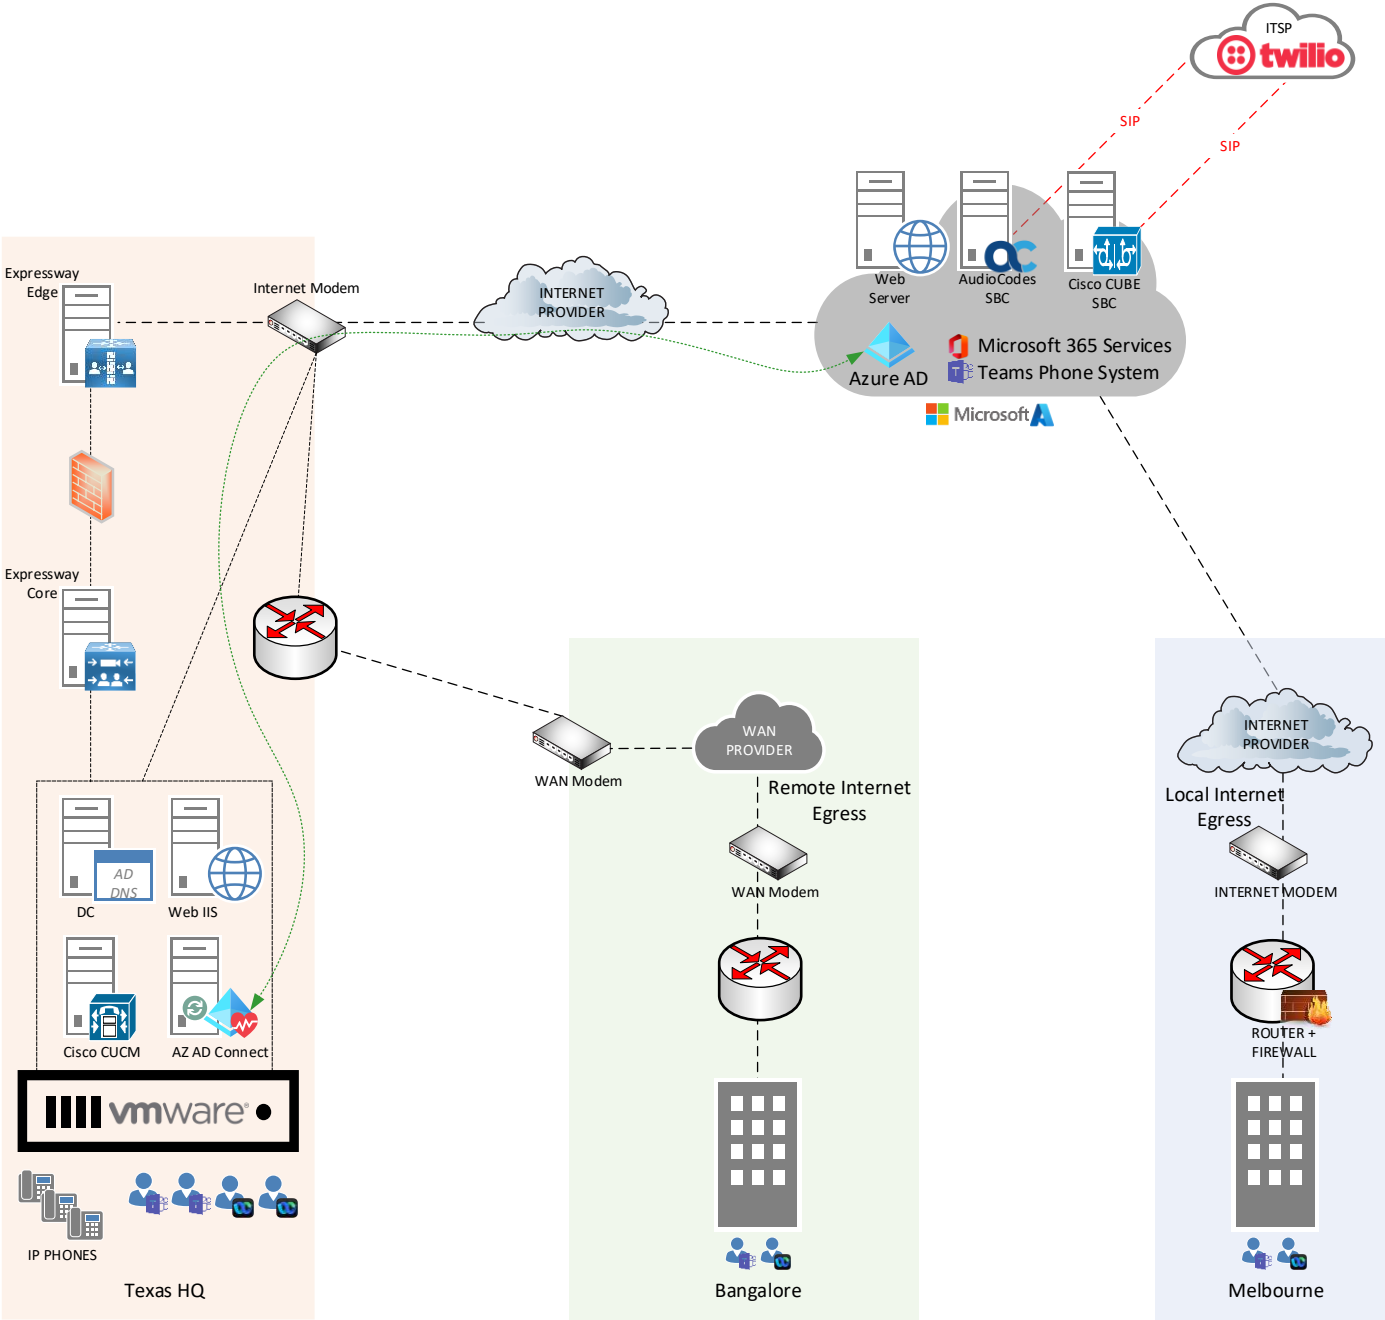 ITSP
twilio
SIP
SIP
Web
Server
AudioCodes
SBC
Cisco CUBE
SBC
Expressway
Edge
Internet Modem
INTERNET
PROVIDER
Azure AD
Microsoft 365 Services
Teams Phone System
Microsoft
Expressway
Core
WAN Modem
WAN
PROVIDER
Remote Internet
Egress
WAN Modem
INTERNET
PROVIDER
Local Internet
Egress
INTERNET MODEM
AD
DNS
DC
Web IIS
Cisco CUCM
AZ AD Connect
ROUTER +
FIREWALL
vmware®
IP PHONES
Texas HQ
Bangalore
Melbourne